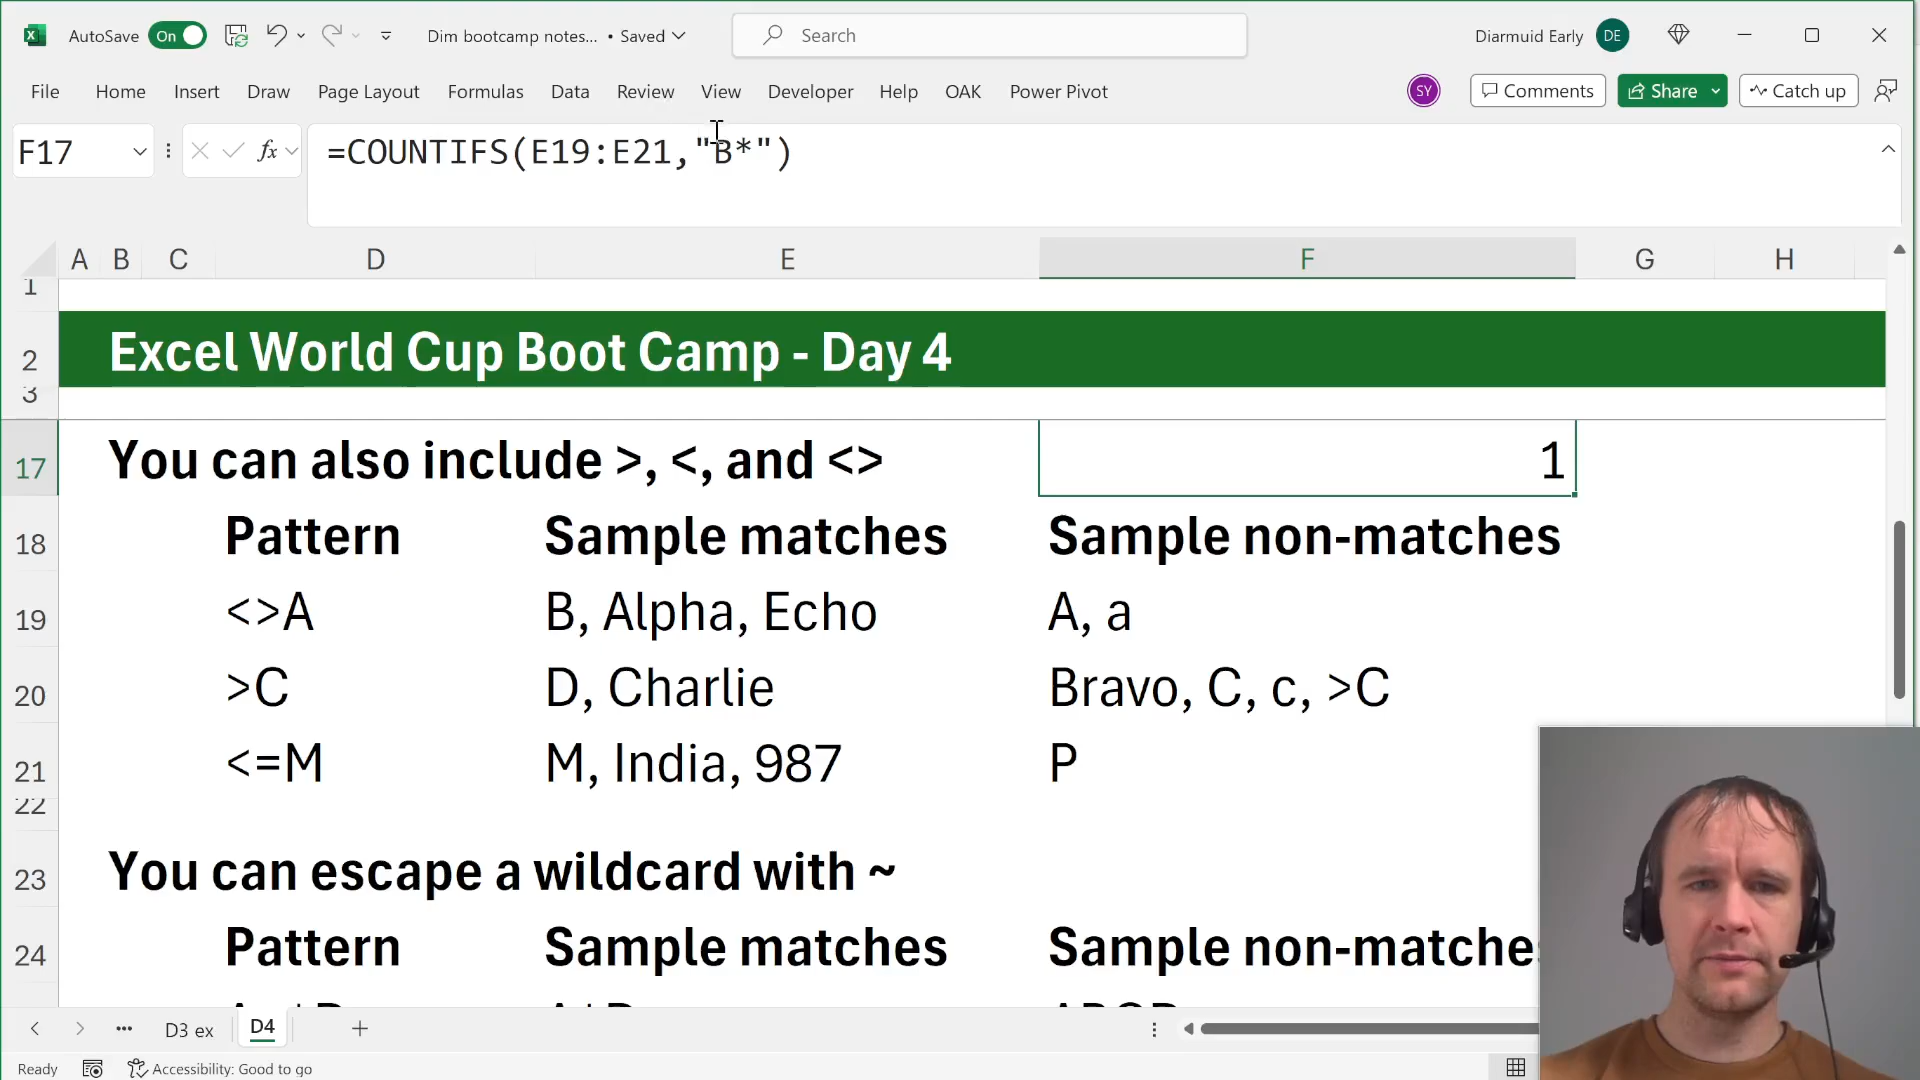 AutoSave On Dim bootcamp notes... • Saved Search Diarmuid Early DE
File Home Insert Draw Page Layout Formulas Data Review View Developer Help OAK Power Pivot SY Comments Share Catch up
F17 fx =COUNTIFS(E19:E21,"B*")
A B C D E F G H
1
2 Excel World Cup Boot Camp - Day 4
3
17 You can also include >, <, and <> 1
18 Pattern Sample matches Sample non-matches
19 <>A B, Alpha, Echo A, a
20 >C D, Charlie Bravo, C, c, >C
21 <=M M, India, 987 P
22
23 You can escape a wildcard with ~
24 Pattern Sample matches Sample non-matche
D3 ex D4
Ready Accessibility: Good to go